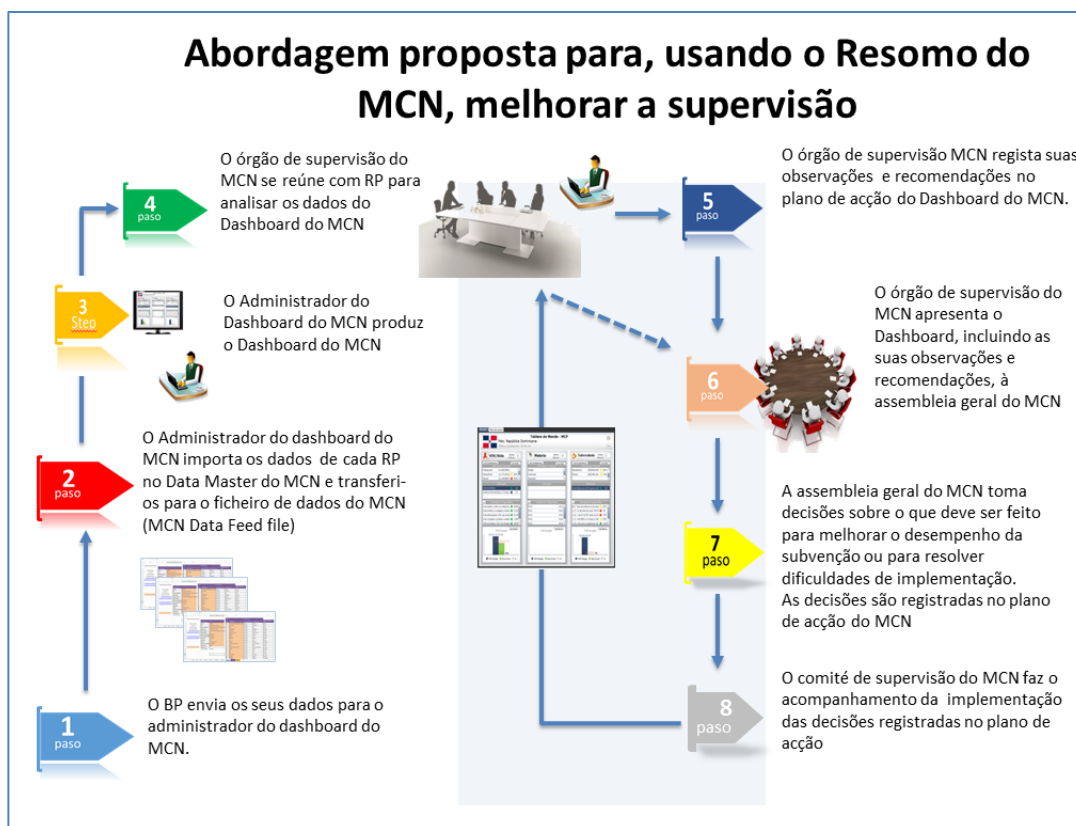 Abordagem proposta para, usando o Resomo do
MCN, melhorar a supervisão
4
paso
O órgão de supervisão do
MCN se reúne com RP para
analisar os dados do
Dashboard do MCN
3
Step
O Administrador do
Dashboard do MCN produz
o Dashboard do MCN
2
paso
O Administrador do dashboard do
MCN importa os dados de cada RP
no Data Master do MCN e transferi-
os para o ficheiro de dados do MCN
(MCN Data Feed file)
1
paso
O BP envia os seus dados para o
administrador do dashboard do
MCN.
5
paso
O órgão de supervisão MCN regista suas
observações e recomendações no
plano de acção do Dashboard do MCN.
6
paso
O órgão de supervisão do
MCN apresenta o
Dashboard, incluindo as
suas observações e
recomendações, à
assembleia geral do MCN
7
paso
A assembleia geral do MCN toma
decisões sobre o que deve ser feito
para melhorar o desempenho da
subvenção ou para resolver
dificuldades de implementação.
As decisões são registradas no plano
de acção do MCN
8
paso
O comité de supervisão do MCN faz o
acompanhamento da implementação
das decisões registradas no plano de
acção